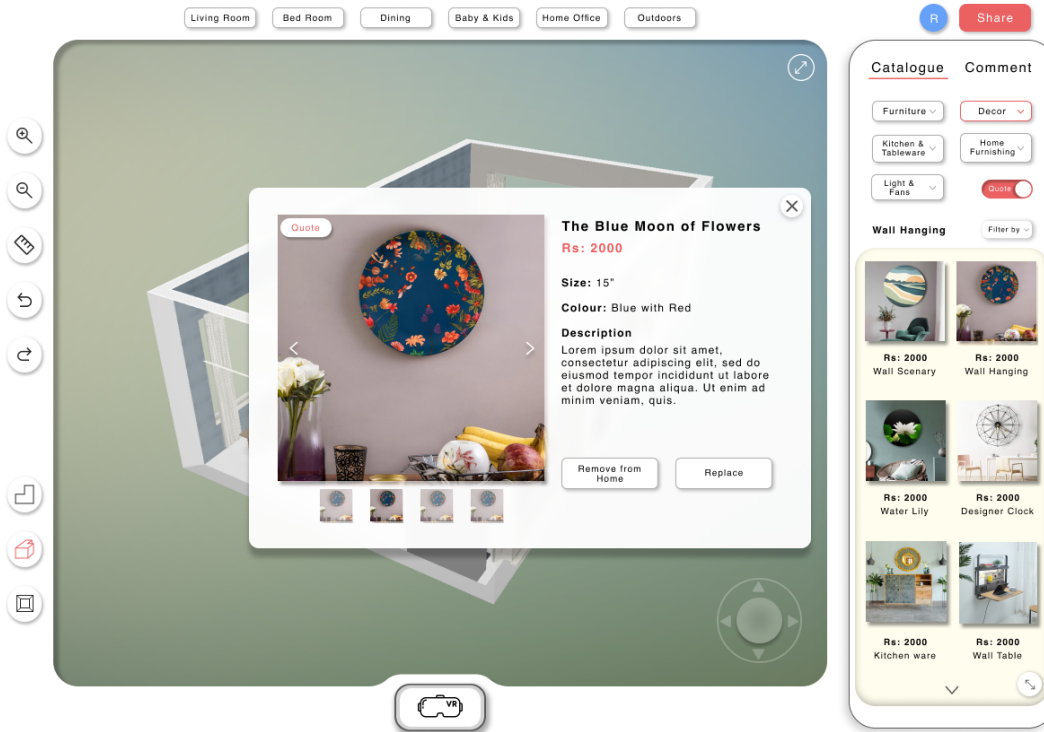 Living Room
Bed Room
Dining
Baby & Kids
Home Office
Outdoors
R
Share
Catalogue
Comment
Furniture
Decor
Kitchen &
Tableware
Home
Furnishing
Light &
Fans
Quote
Wall Hanging
Filter by
Quote
The Blue Moon of Flowers
Rs: 2000
Size: 15"
Colour: Blue with Red
Description
Lorem ipsum dolor sit amet,
consectetur adipiscing elit, sed do
eiusmod tempor incididunt ut labore
et dolore magna aliqua. Ut enim ad
minim veniam, quis.
Remove from
Home
Replace
Rs: 2000
Wall Scenary
Rs: 2000
Wall Hanging
Rs: 2000
Water Lily
Rs: 2000
Designer Clock
Rs: 2000
Kitchen ware
Rs: 2000
Wall Table
VR